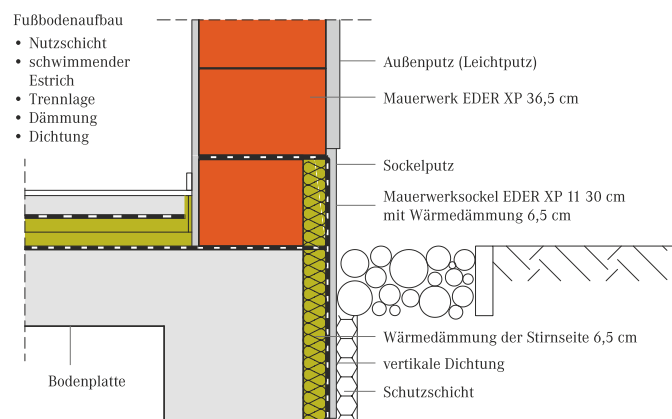 Fußbodenaufbau
• Nutzschicht
• schwimmender
Estrich
• Trennlage
• Dämmung
• Dichtung
Außenputz (Leichtputz)
Mauerwerk EDER XP 36,5 cm
Sockelputz
Mauerwerksockel EDER XP 11 30 cm
mit Wärmedämmung 6,5 cm
Wärmedämmung der Stirnseite 6,5 cm
vertikale Dichtung
Schutzschicht
Bodenplatte